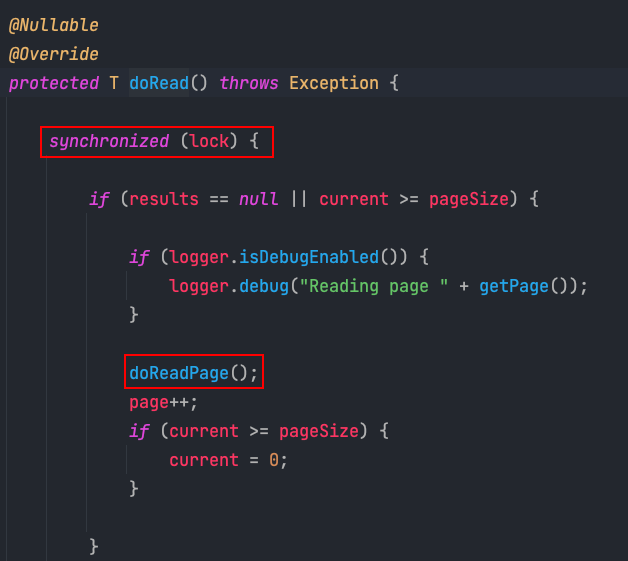 @Nullable
@Override
protected T doRead() throws Exception {
synchronized (lock) {
if (results == null || current >= pageSize) {
if (logger.isDebugEnabled()) {
logger.debug("Reading page " + getPage());
}
doReadPage();
page++;
if (current >= pageSize) {
current = 0;
}
}